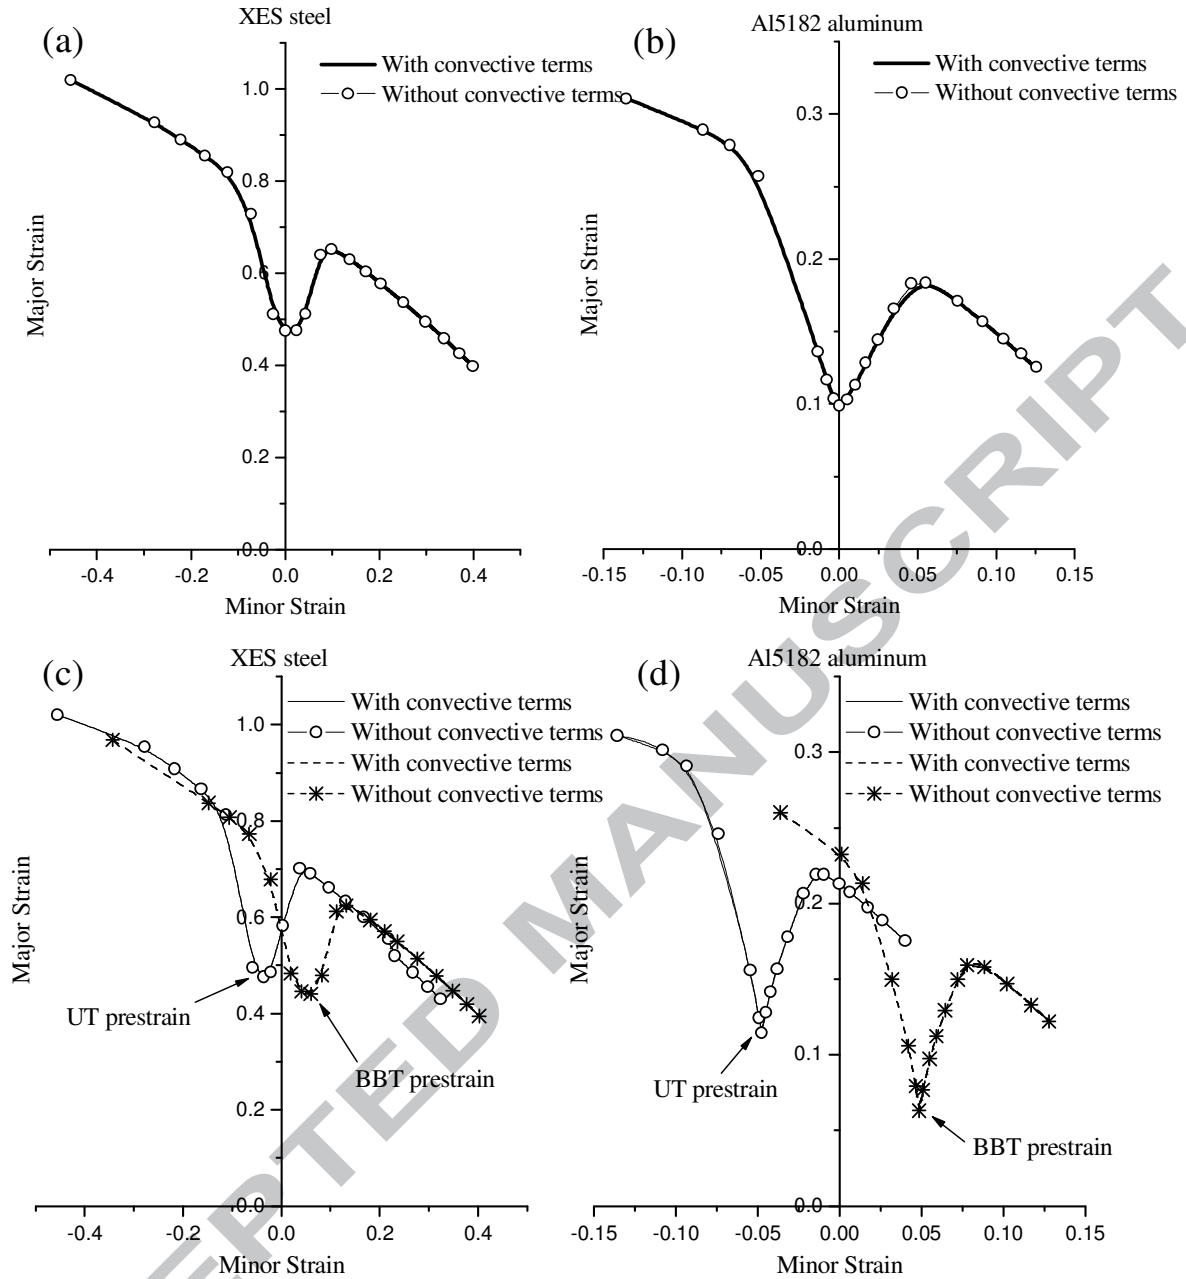 XES steel
(a)
With convective terms
Without convective terms
1.0
0.8
0.6
0.4
0.2
0.0
-0.4
-0.2
0.0
0.2
0.4
Major Strain
Minor Strain
Al5182 aluminum
(b)
With convective terms
Without convective terms
0.3
0.2
0.1
0.0
-0.15
-0.10
-0.05
0.00
0.05
0.10
0.15
Major Strain
Minor Strain
XES steel
(c)
With convective terms
Without convective terms
With convective terms
Without convective terms
1.0
0.8
0.6
0.4
0.2
0.0
UT prestrain
BBT prestrain
-0.4
-0.2
0.0
0.2
0.4
Major Strain
Minor Strain
Al5182 aluminum
(d)
With convective terms
Without convective terms
With convective terms
Without convective terms
0.3
0.2
0.1
0.0
UT prestrain
BBT prestrain
-0.15
-0.10
-0.05
0.00
0.05
0.10
0.15
Major Strain
Minor Strain
EPTED MANUSCRIPT